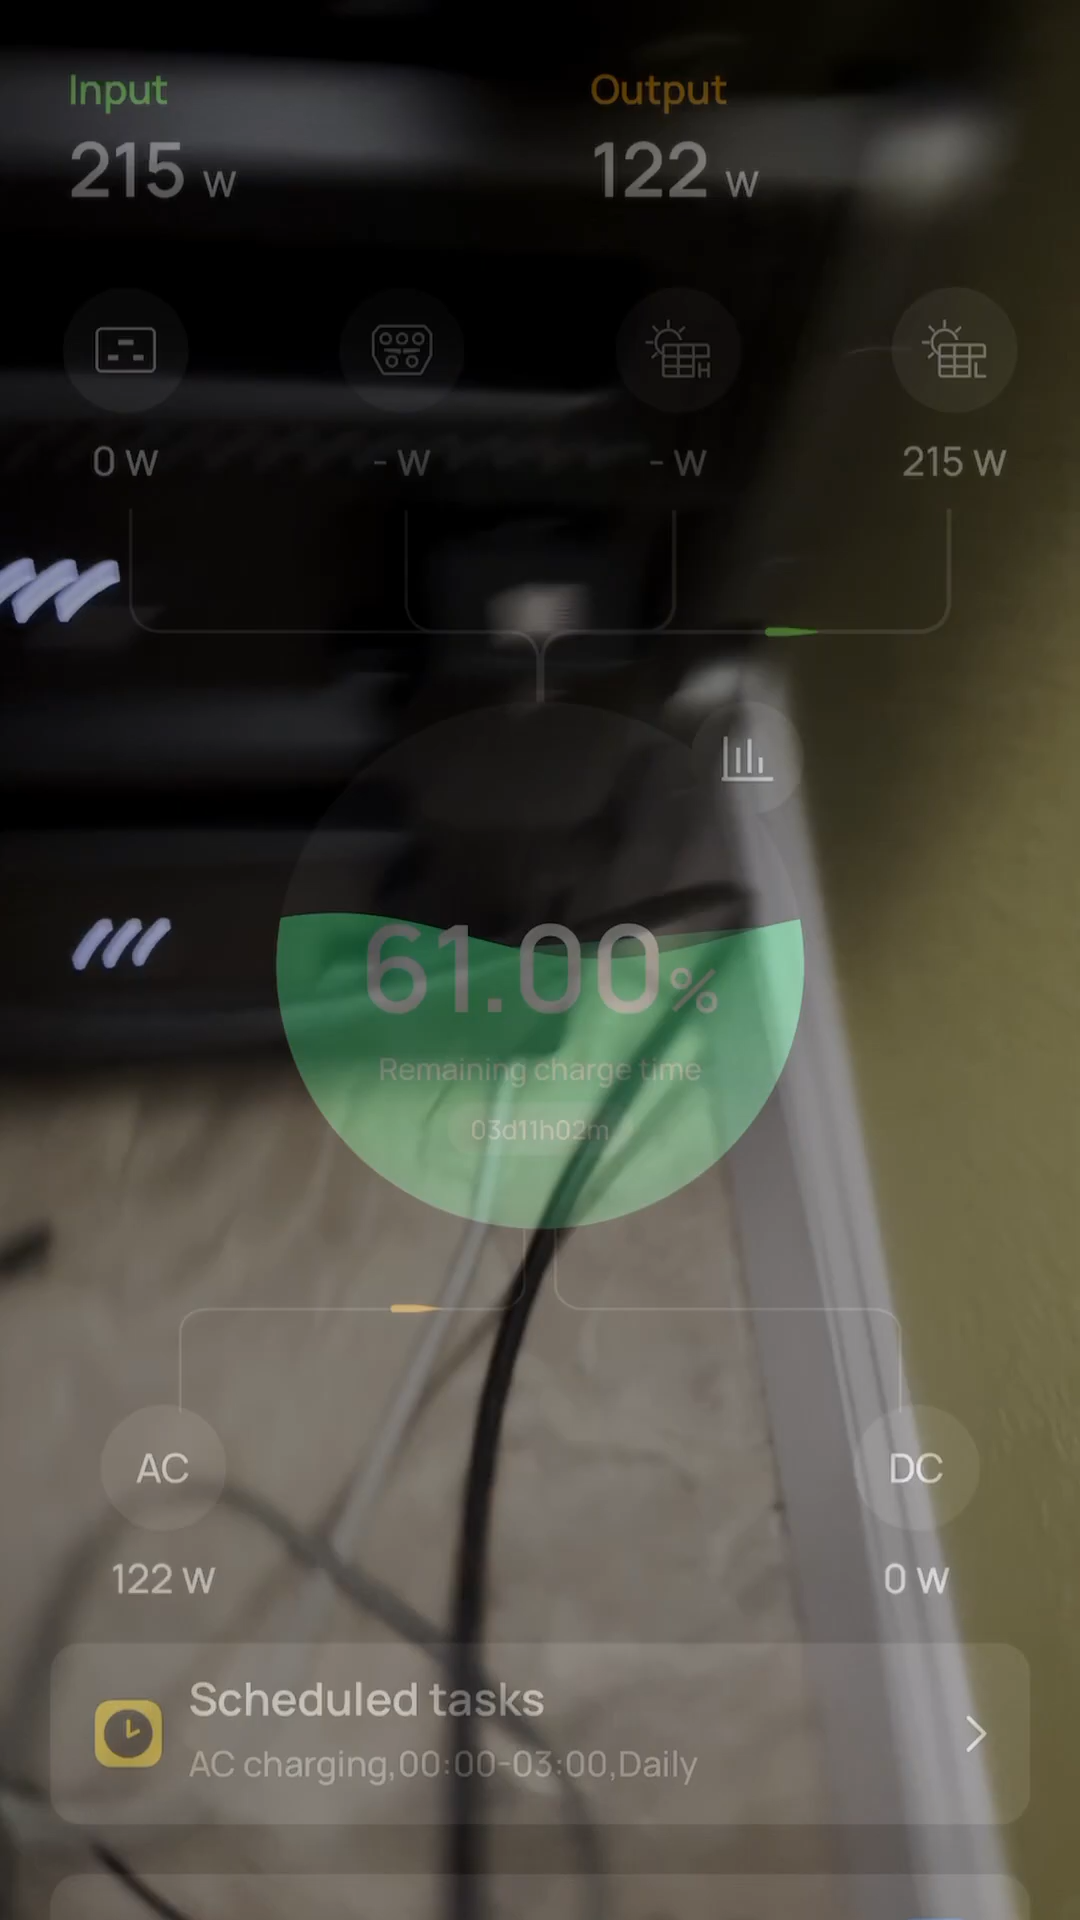 Input
Output
215 W
122 W
0 W
- W
- W
215 W
61.00%
Remaining charge time
03d11h02m
AC
DC
122 W
0 W
Scheduled tasks
AC charging,00:00-03:00,Daily